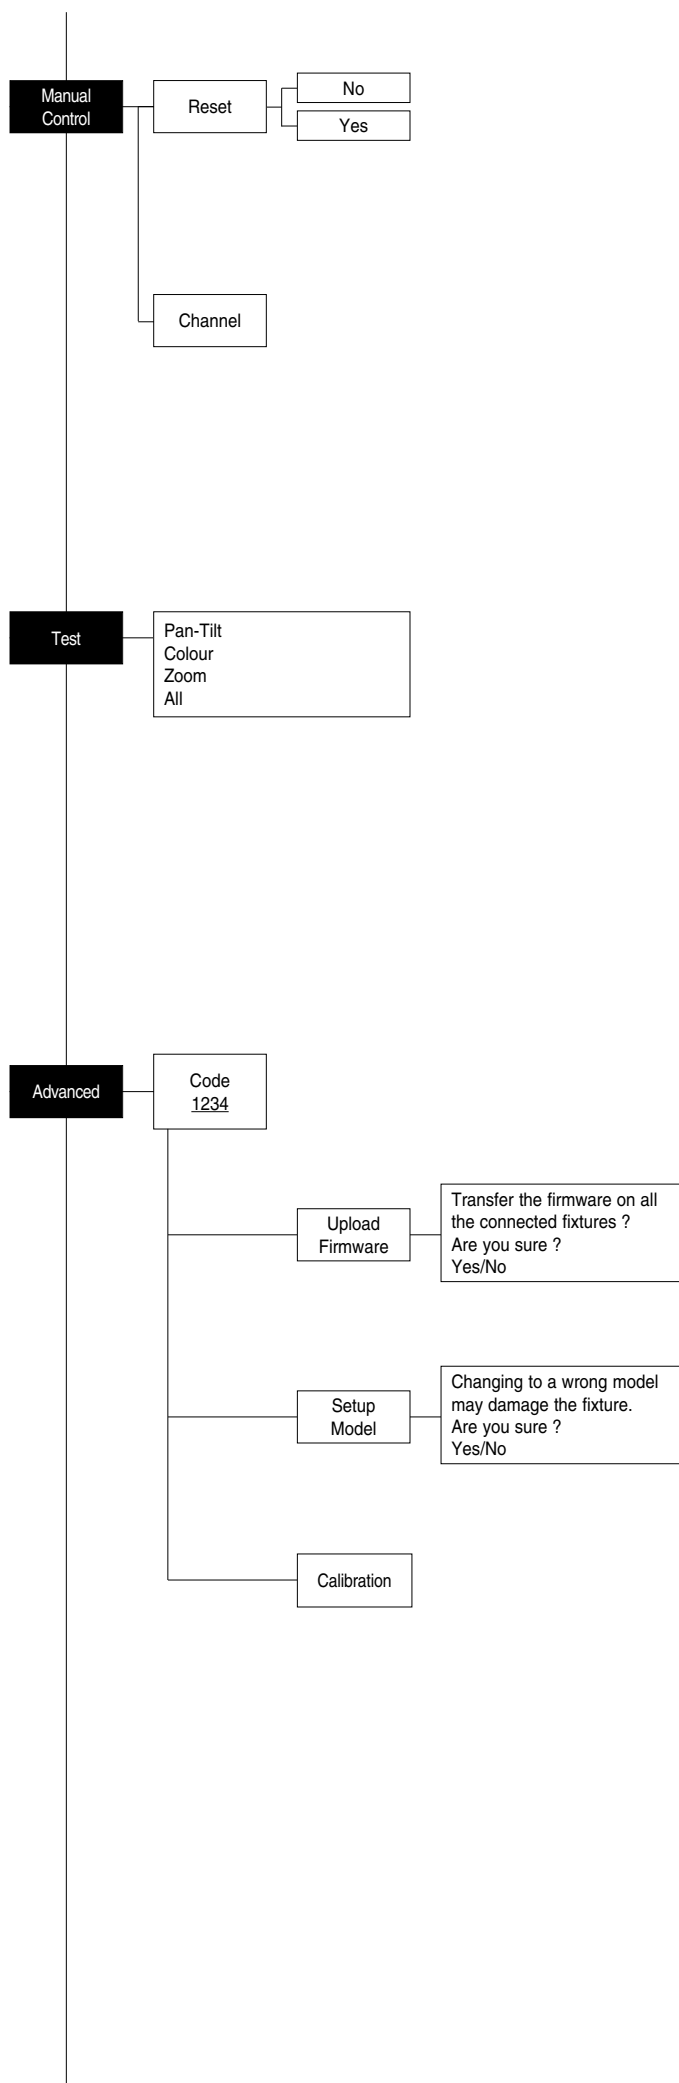 Manual
Control
Reset
No
Yes
Channel
Test
Pan-Tilt
Colour
Zoom
All
Advanced
Code
1234
Upload
Firmware
Transfer the firmware on all
the connected fixtures ?
Are you sure ?
Yes/No
Setup
Model
Changing to a wrong model
may damage the fixture.
Are you sure ?
Yes/No
Calibration